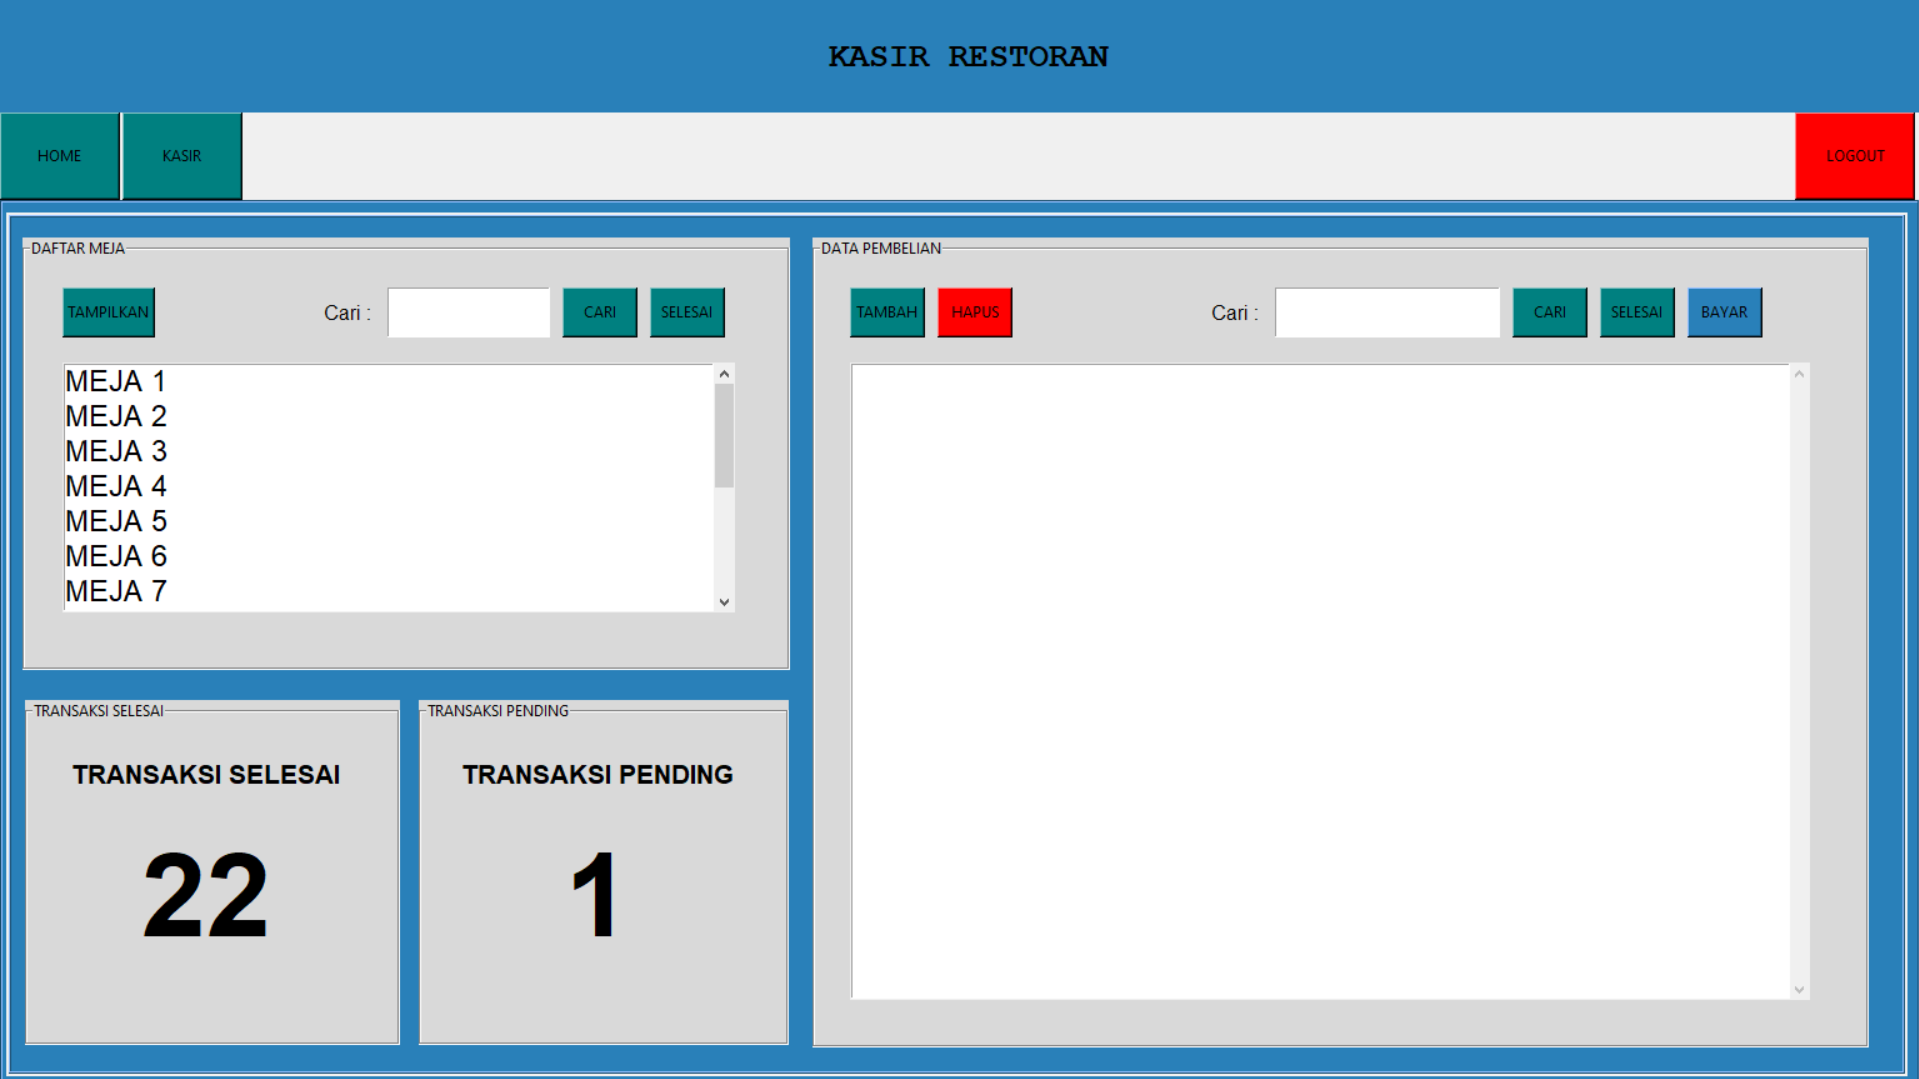 KASIR RESTORAN
HOME KASIR LOGOUT
DAFTAR MEJA
TAMPILKAN Cari : CARI SELESAI
MEJA 1
MEJA 2
MEJA 3
MEJA 4
MEJA 5
MEJA 6
MEJA 7
TRANSAKSI SELESAI
TRANSAKSI SELESAI
22
TRANSAKSI PENDING
TRANSAKSI PENDING
1
DATA PEMBELIAN
TAMBAH HAPUS Cari : CARI SELESAI BAYAR